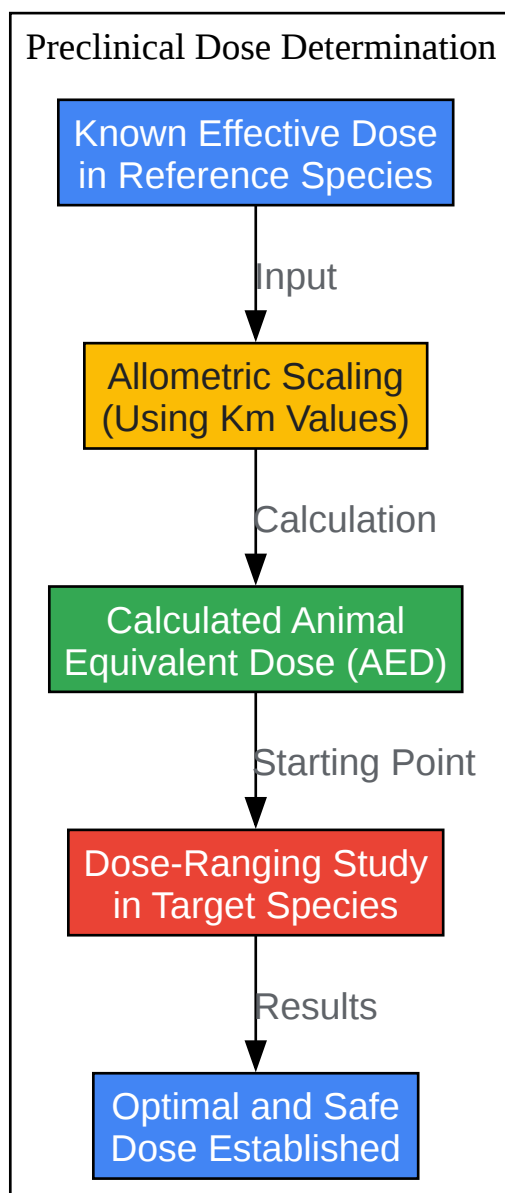 Preclinical Dose Determination
Known Effective Dose
in Reference Species
Input
Allometric Scaling
(Using Km Values)
Calculation
Calculated Animal
Equivalent Dose (AED)
Starting Point
Dose-Ranging Study
in Target Species
Results
Optimal and Safe
Dose Established